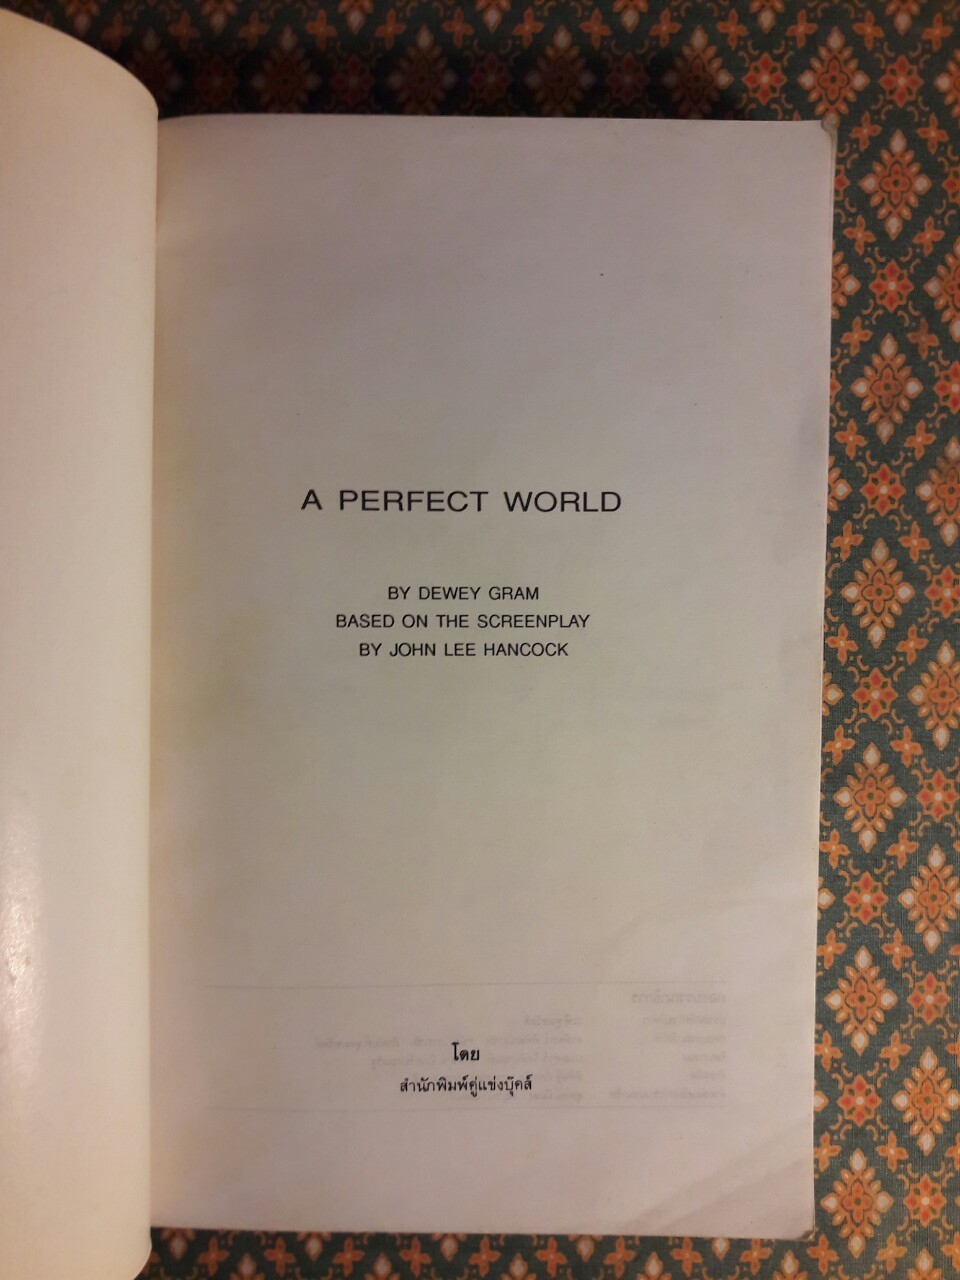 A PERFECT WORLD
BY DEWEY GRAM
BASED ON THE SCREENPLAY
BY JOHN LEE HANCOCK
โดย
สำนักพิมพ์คู่แข่งบุ๊คส์